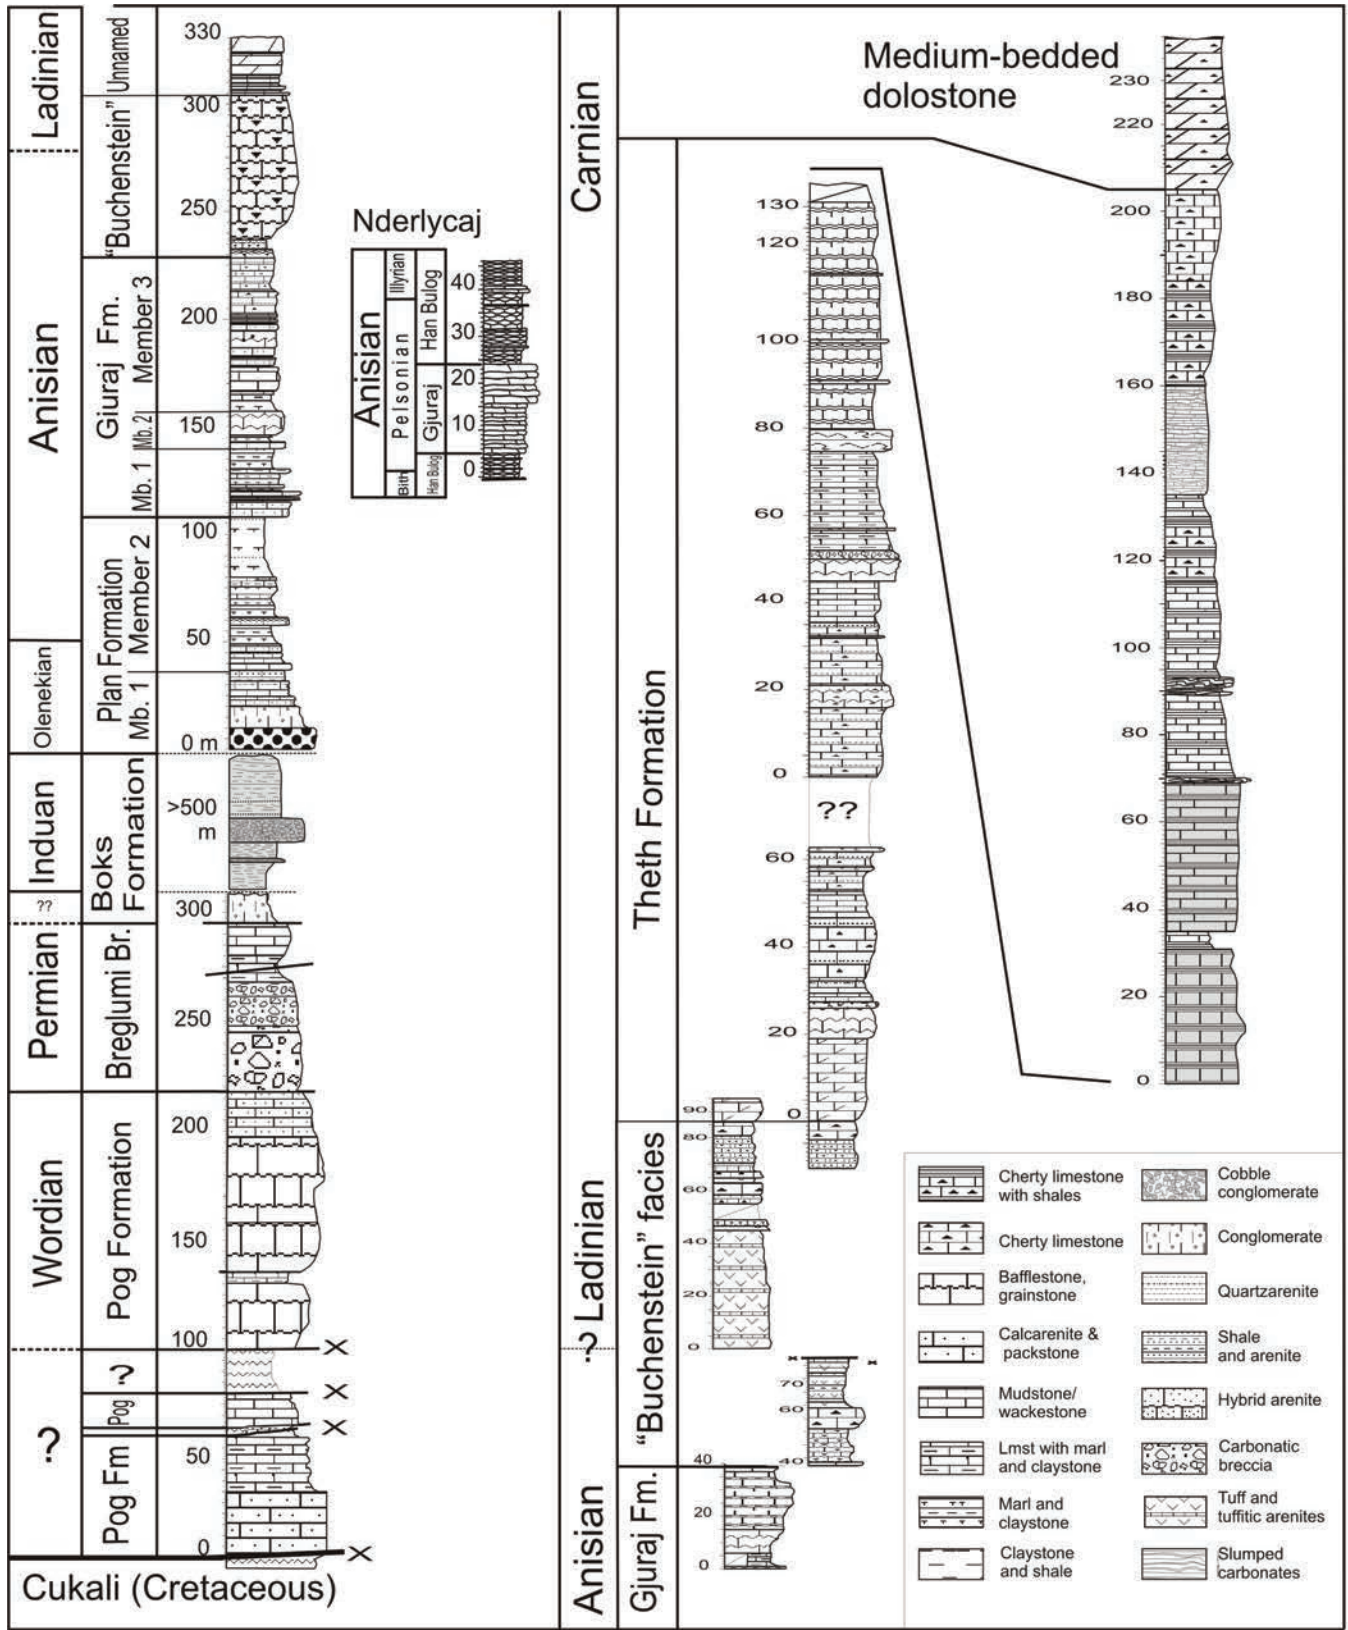 Ladinian
Unnamed
330
300
"Buchenstein"
250
Anisian
Giuraj Fm.
Member 3
200
Mb. 2
150
Mb. 1
Plan Formation
Member 2
100
50
Olenekian
Mb. 1
0 m
Induan
Boks
Formation
>500
m
??
300
Permian
Breglumi Br.
250
Wordian
Pog Formation
200
150
100
X
?
X
Pog
X
?
Pog Fm
50
0
X
Cukali (Cretaceous)
Nderlycaj
Anisian
Illyrian
Pelsonian
Bith
Han Bulog
Gjuraj
Han Bulog
40
30
20
10
0
Carnian
Theth Formation
130
120
100
80
60
40
20
0
??
60
40
20
0
? Ladinian
"Buchenstein" facies
90
80
60
40
20
0
x
x
70
60
40
Anisian
Gjuraj Fm.
40
20
0
Medium-bedded
dolostone
230
220
200
180
160
140
120
100
80
60
40
20
0
Cherty limestone
with shales
Cherty limestone
Bafflestone,
grainstone
Calcarenite &
packstone
Mudstone/
wackestone
Lmst with marl
and claystone
Marl and
claystone
Claystone
and shale
Cobble
conglomerate
Conglomerate
Quartzarenite
Shale
and arenite
Hybrid arenite
Carbonatic
breccia
Tuff and
tuffitic arenites
Slumped
carbonates